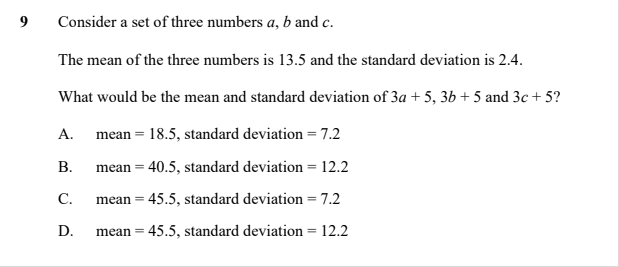 9 Consider a set of three numbers a, b and c.
The mean of the three numbers is 13.5 and the standard deviation is 2.4.
What would be the mean and standard deviation of 3a + 5, 3b + 5 and 3c + 5?
A. mean = 18.5, standard deviation = 7.2
B. mean = 40.5, standard deviation = 12.2
C. mean = 45.5, standard deviation = 7.2
D. mean = 45.5, standard deviation = 12.2